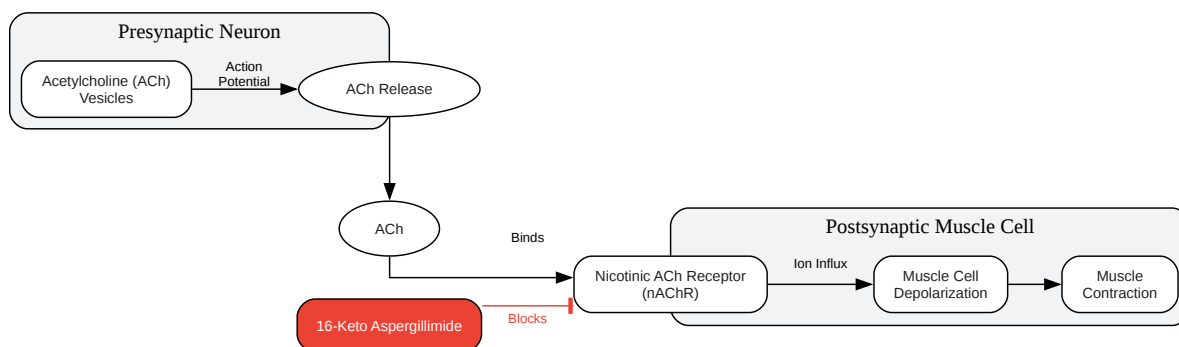 Presynaptic Neuron
Acetylcholine (ACh)
Vesicles
Action
Potential
ACh Release
ACh
Binds
Postsynaptic Muscle Cell
Nicotinic ACh Receptor
(nAChR)
Ion Influx
Muscle Cell
Depolarization
Muscle
Contraction
16-Keto Aspergillimide
Blocks